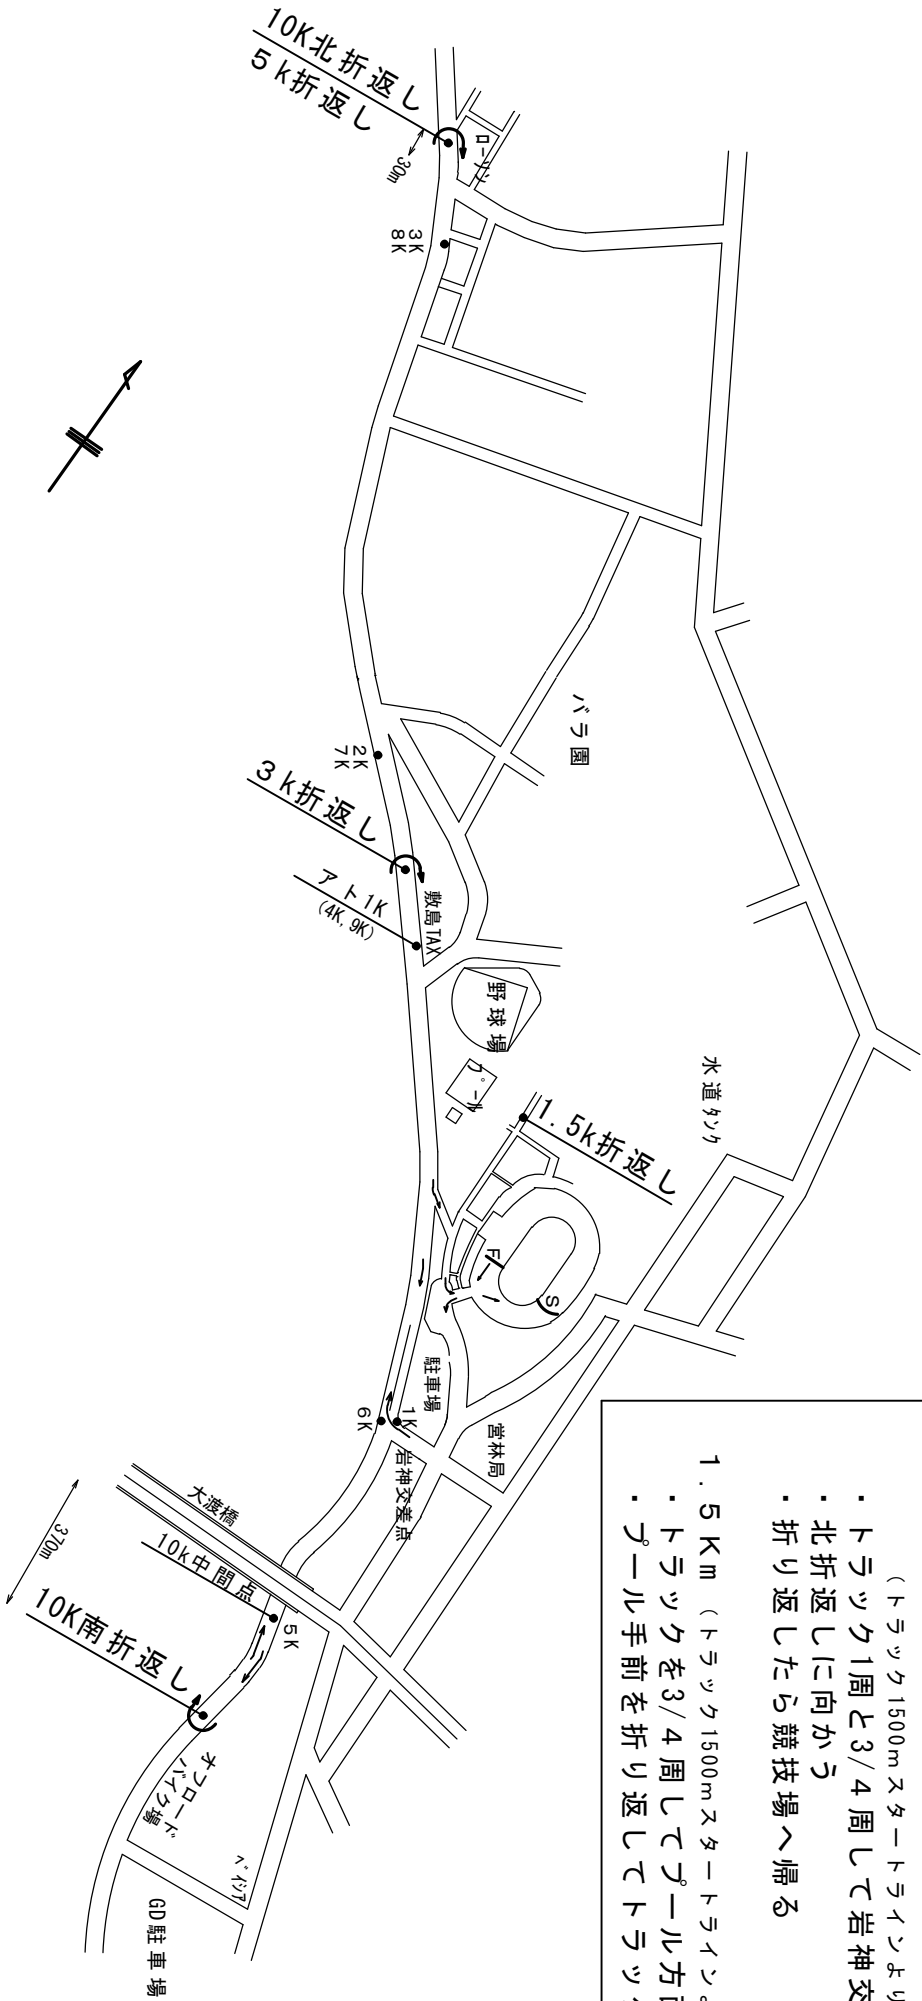 10K北折返し
5k折返し
30m
ローソン
3K
8K
バラ園
2K
7K
3k折返し
アト1K
(4K,9K)
敷島TAX
野球場
プール
水道タンク
1.5k折返し
F
S
駐車場
1K
6K
営林局
岩神交差点
大渡橋
370m
10k中間点
5K
10K南折返し
オフロード
バイク場
GD駐車場
(トラック1500mスタートラインより
・トラック1周と3/4周して岩神交
・北折返しに向かう
・折り返したら競技場へ帰る
1.5Km (トラック1500mスタートライン
・トラックを3/4周してプール方
・プール手前を折り返してトラッ